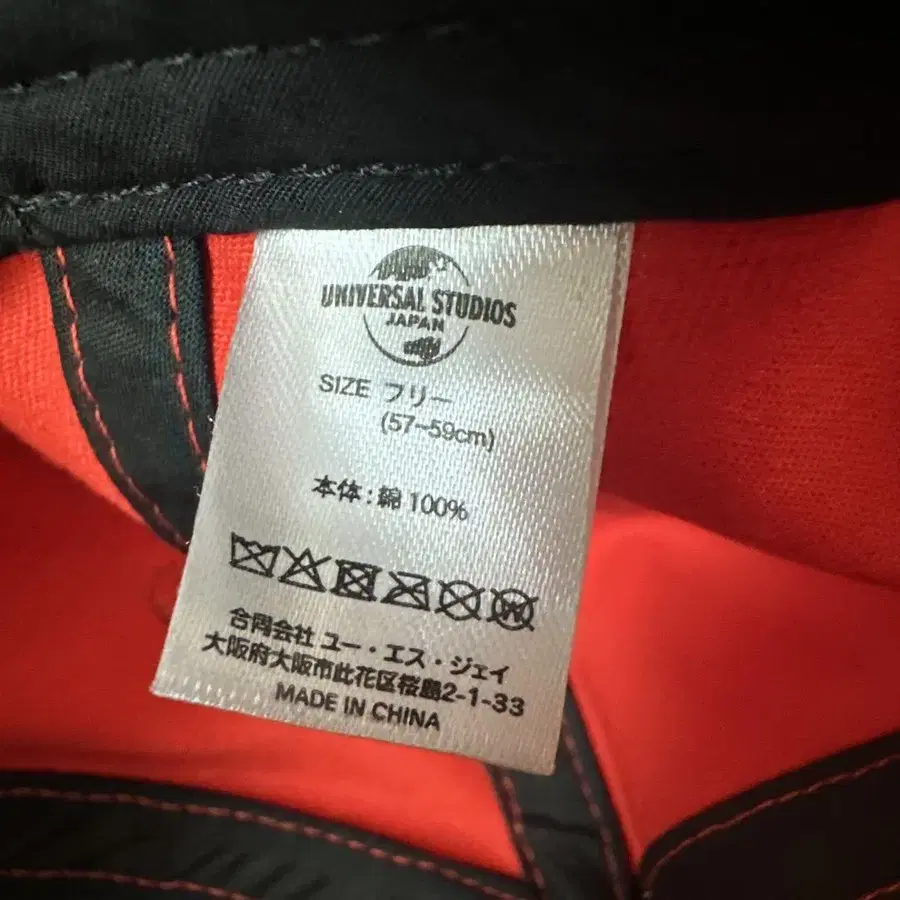 UNIVERSAL STUDIOS
JAPAN
SIZE フリー
(57~59cm)
本体:綿 100%
合同会社 ユー・エス・ジェイ
大阪府大阪市此花区桜島2-1-33
MADE IN CHINA